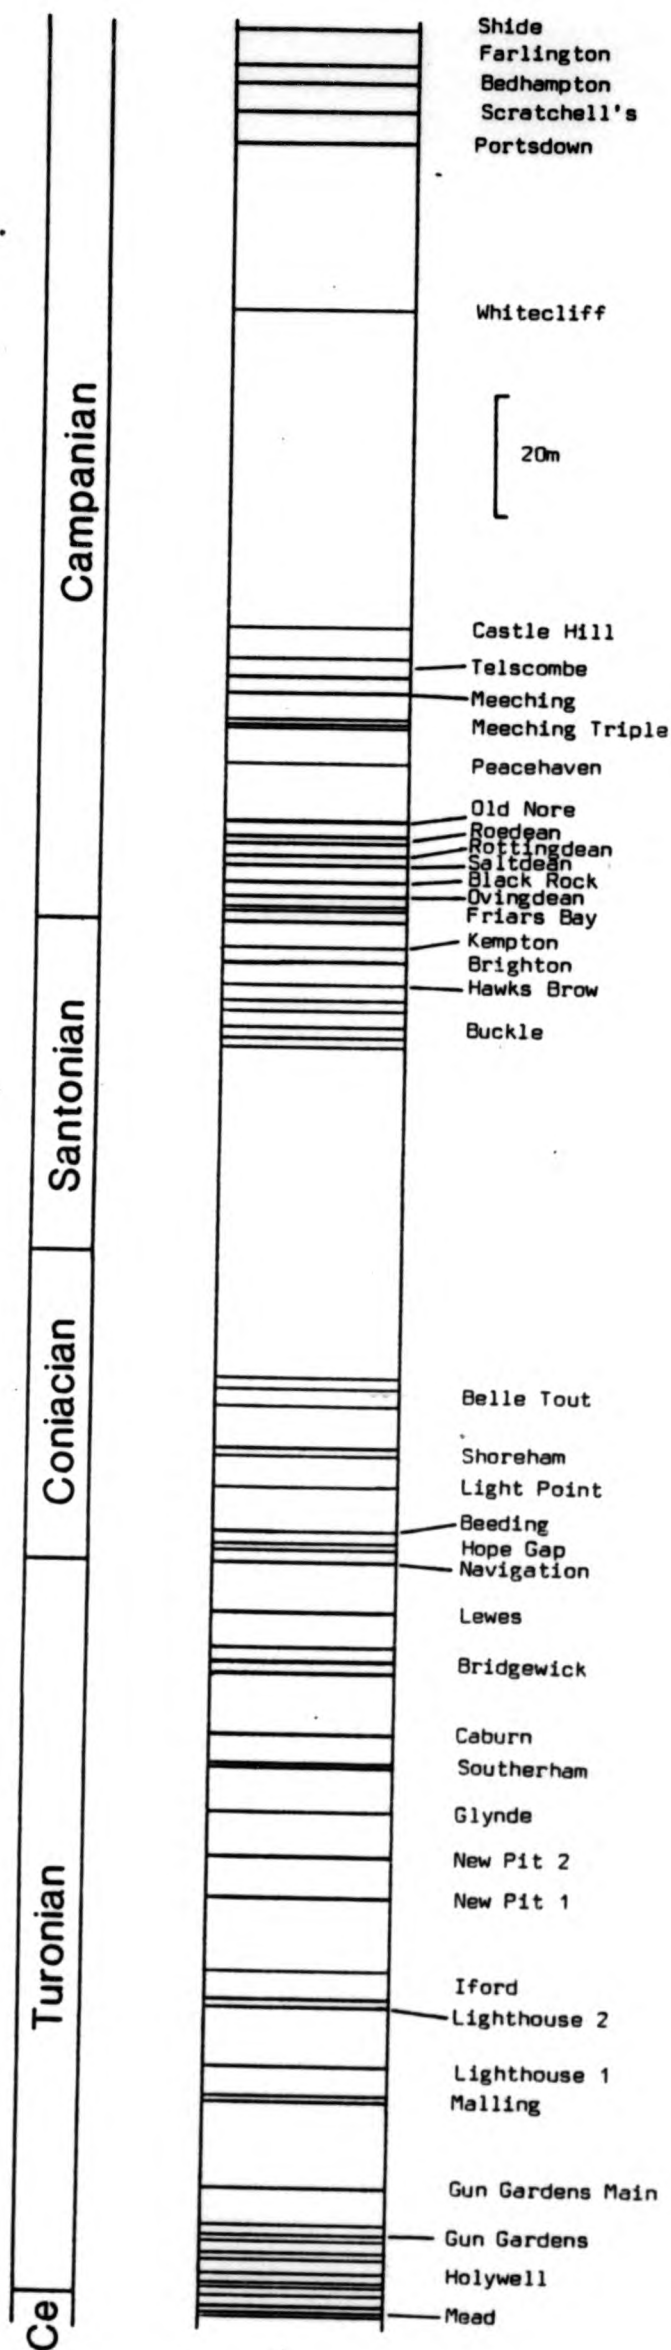 Shide
Farlington
Bedhampton
Scratchell's
Portsdown
Whitecliff
20m
Campanian
Castle Hill
Telscombe
Meeching
Meeching Triple
Peacehaven
Old Nore
Roedean
Rottingdean
Saltdean
Black Rock
Ovingdean
Friars Bay
Kempton
Brighton
Hawks Brow
Buckle
Santonian
Coniacian
Belle Tout
Shoreham
Light Point
Beeding
Hope Gap
Navigation
Lewes
Bridgewick
Caburn
Southerham
Glynde
New Pit 2
New Pit 1
Turonian
Iford
Lighthouse 2
Lighthouse 1
Malling
Gun Gardens Main
Gun Gardens
Holywell
Mead
Ce